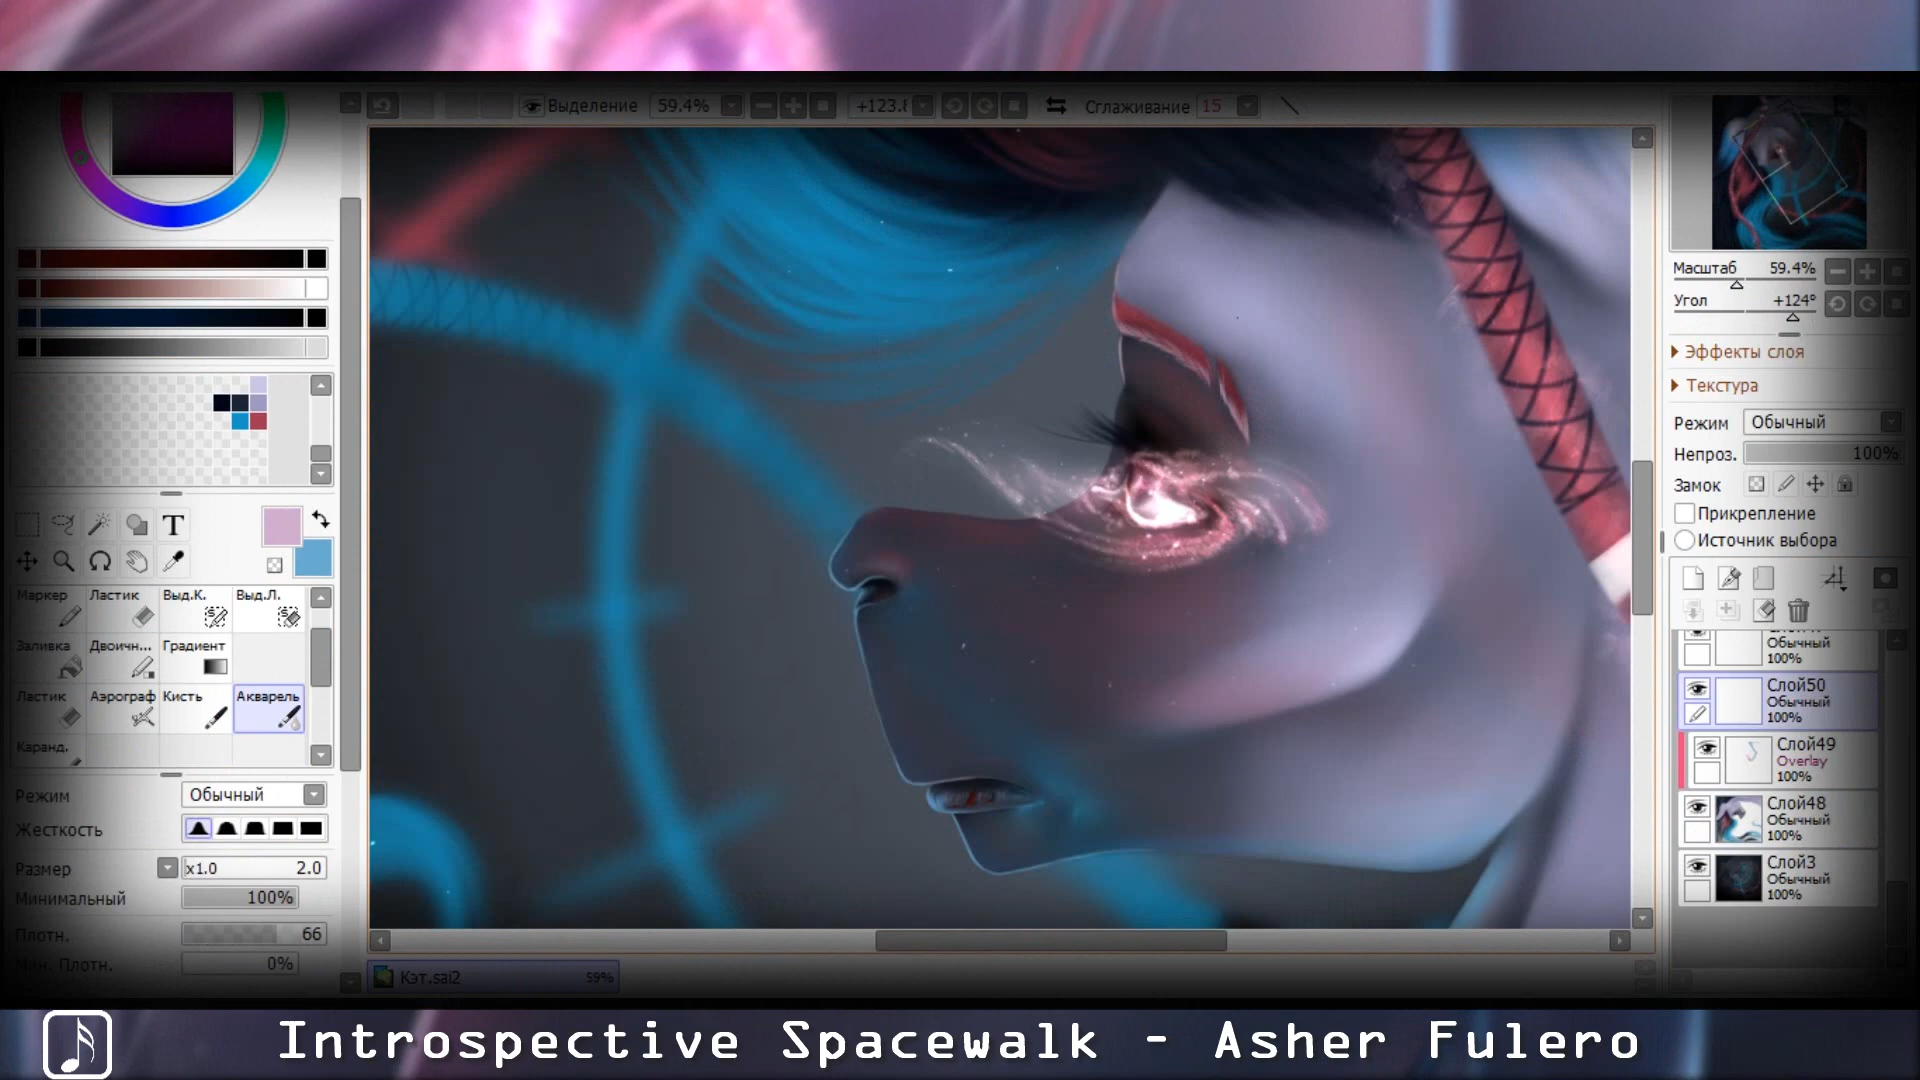 Выделение 59.4% +123.8 Сглаживание 15
Масштаб 59.4%
Угол +124°
Эффекты слоя
Текстура
Режим Обычный
Непроз. 100%
Замок
Прикрепление
Источник выбора
Обычный
100%
Слой50
Обычный
100%
Слой49
Overlay
100%
Слой48
Обычный
100%
Слой3
Обычный
100%
T
Маркер Ластик Выд.К. Выд.Л.
Заливка Двоичн... Градиент
Ластик Аэрограф Кисть Акварель
Каранд.
Режим Обычный
Жесткость
Размер x1.0 2.0
Минимальный 100%
Плотн. 66
Мин. Плотн. 0%
Кэт.sai2 59%
Introspective Spacewalk - Asher Fulero